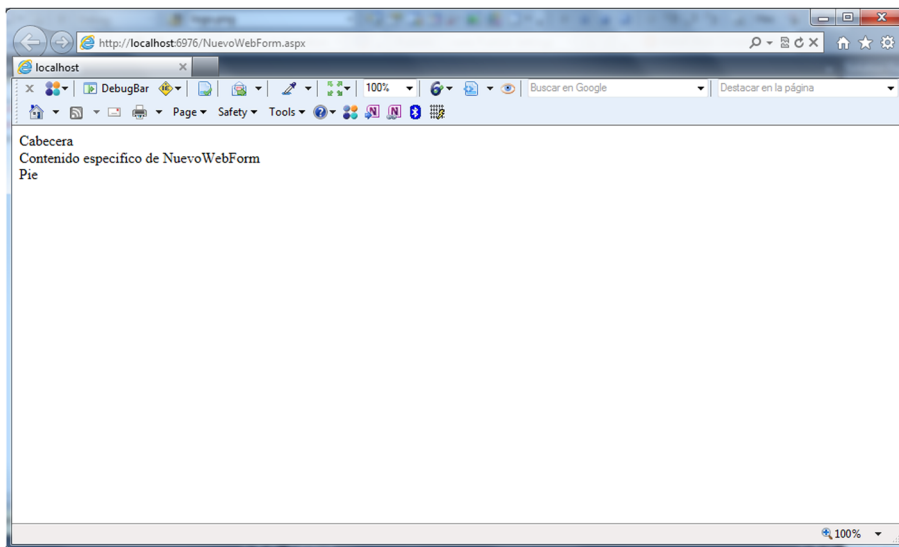 http://localhost:6976/NuevoWebForm.aspx
localhost
DebugBar 100% Buscar en Google Destacar en la página
Page Safety Tools
Cabecera
Contenido especifico de NuevoWebForm
Pie
100%